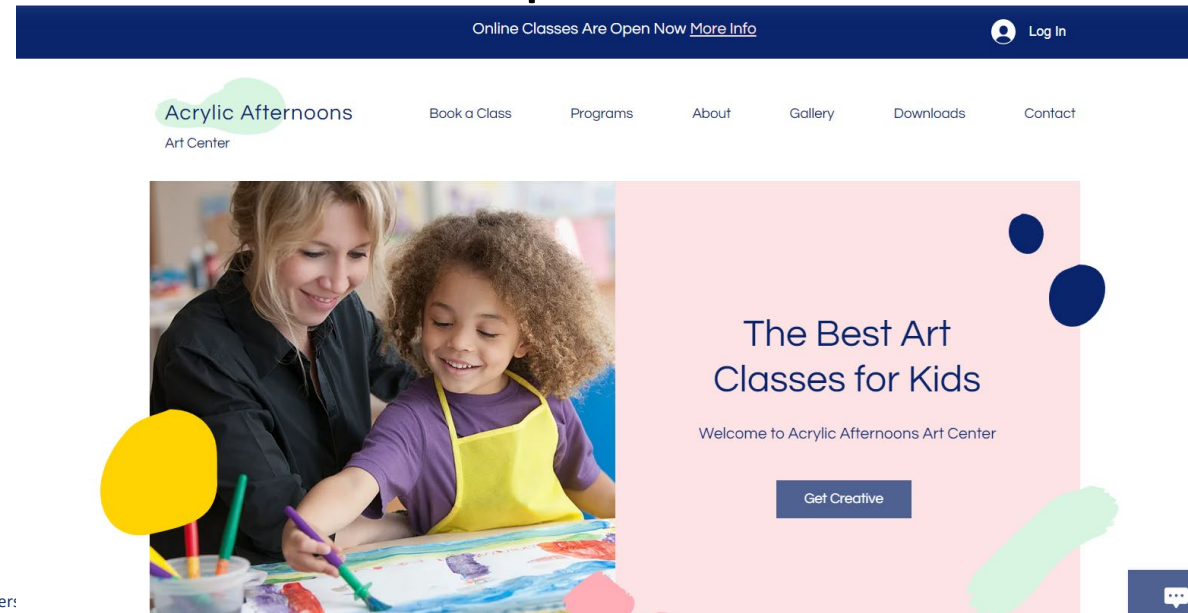 Online Classes Are Open Now More Info
Log In
Acrylic Afternoons
Art Center
Book a Class
Programs
About
Gallery
Downloads
Contact
The Best Art
Classes for Kids
Welcome to Acrylic Afternoons Art Center
Get Creative